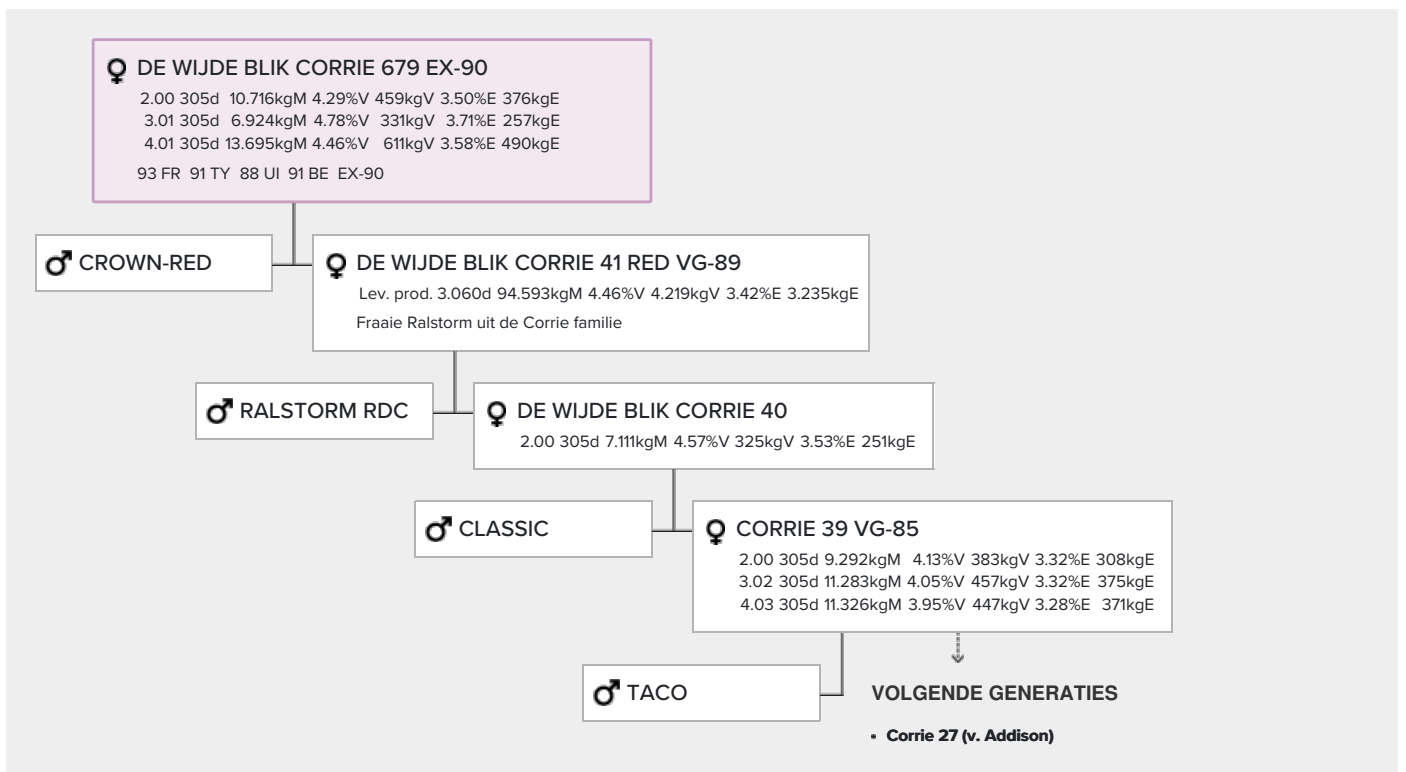 DE WIJDE BLIK CORRIE 679 EX-90
2.00 305d 10.716kgM 4.29%V 459kgV 3.50%E 376kgE
3.01 305d 6.924kgM 4.78%V 331kgV 3.71%E 257kgE
4.01 305d 13.695kgM 4.46%V 611kgV 3.58%E 490kgE
93 FR 91 TY 88 UI 91 BE EX-90
CROWN-RED
DE WIJDE BLIK CORRIE 41 RED VG-89
Lev. prod. 3.060d 94.593kgM 4.46%V 4.219kgV 3.42%E 3.235kgE
Fraaie Ralstorm uit de Corrie familie
RALSTORM RDC
DE WIJDE BLIK CORRIE 40
2.00 305d 7.111kgM 4.57%V 325kgV 3.53%E 251kgE
CLASSIC
CORRIE 39 VG-85
2.00 305d 9.292kgM 4.13%V 383kgV 3.32%E 308kgE
3.02 305d 11.283kgM 4.05%V 457kgV 3.32%E 375kgE
4.03 305d 11.326kgM 3.95%V 447kgV 3.28%E 371kgE
TACO
VOLGENDE GENERATIES
▪ Corrie 27 (v. Addison)